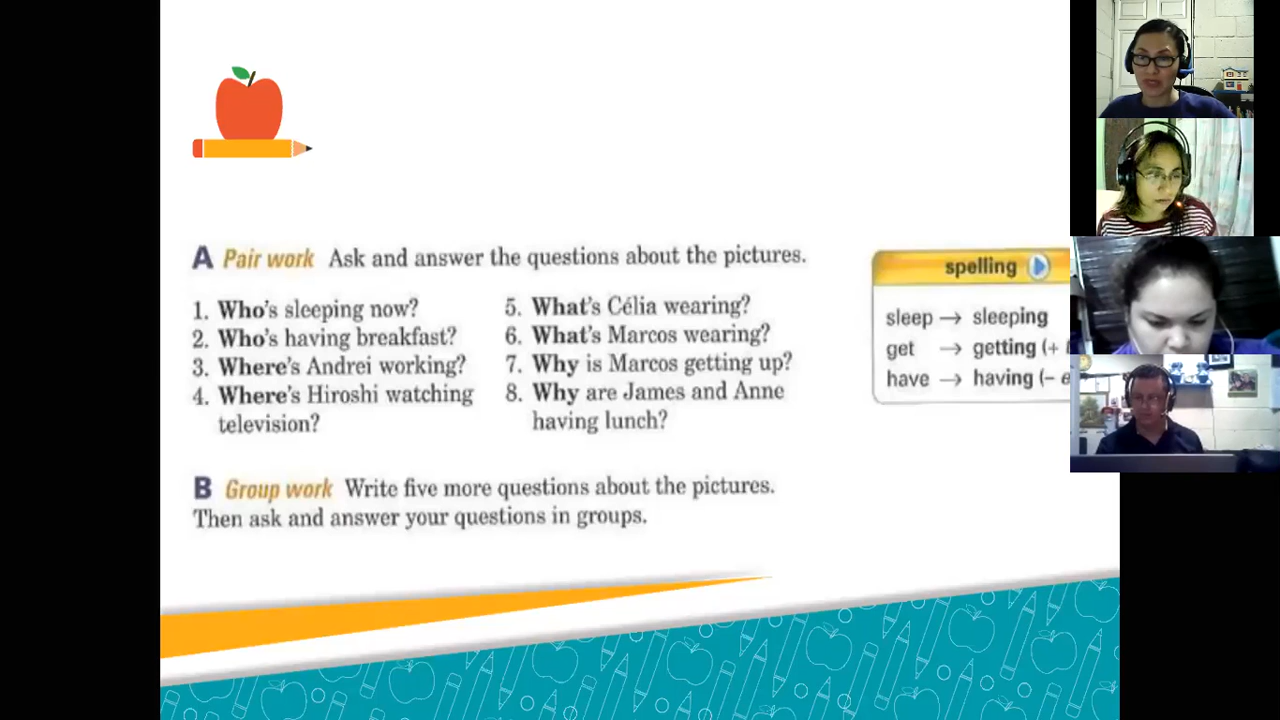 A Pair work Ask and answer the questions about the pictures.
1. Who's sleeping now?
2. Who's having breakfast?
3. Where's Andrei working?
4. Where's Hiroshi watching
television?
5. What's Célia wearing?
6. What's Marcos wearing?
7. Why is Marcos getting up?
8. Why are James and Anne
having lunch?
spelling
sleep → sleeping
get → getting (+
have → having (– e
B Group work Write five more questions about the pictures.
Then ask and answer your questions in groups.